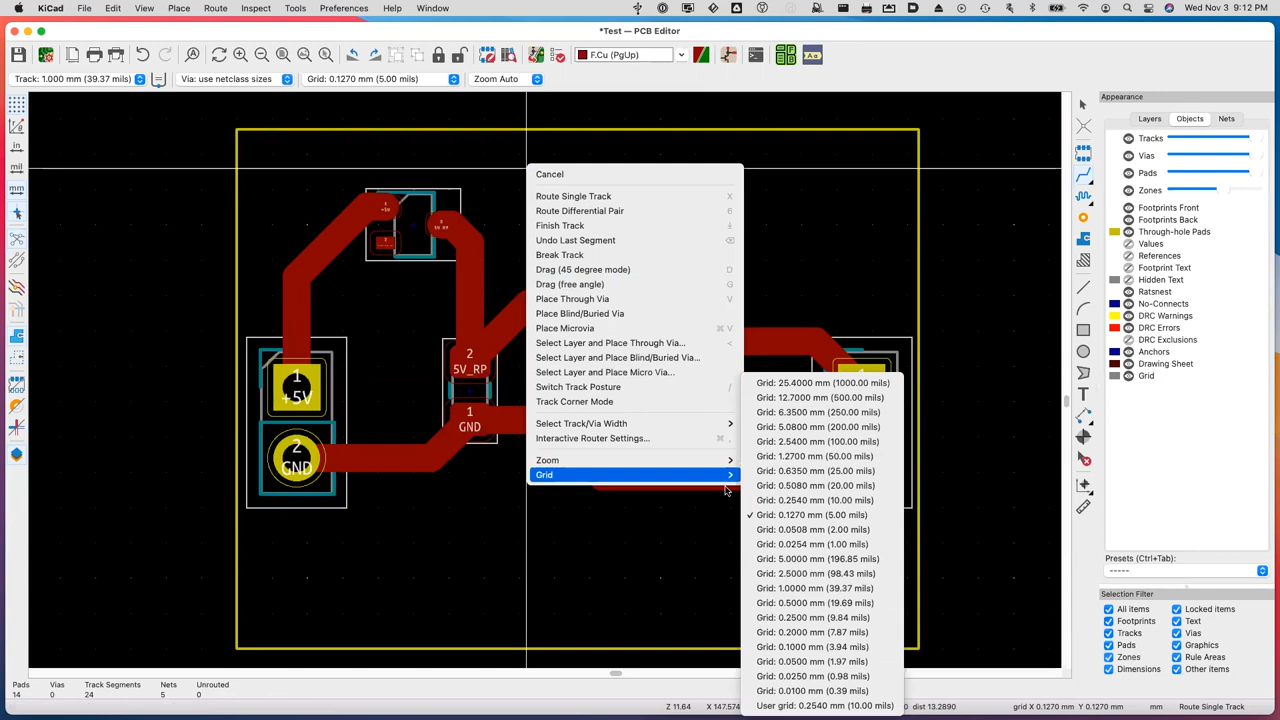 KiCad File Edit View Place Route Inspect Tools Preferences Help Window Wed Nov 3 9:12 PM
*Test — PCB Editor
F.Cu (PgUp)
Track: 1.000 mm (39.37 mils) Via: use netclass sizes Grid: 0.1270 mm (5.00 mils) Zoom Auto
Appearance
Layers Objects Nets
Tracks
Vias
Pads
Zones
Footprints Front
Footprints Back
Through-hole Pads
Values
References
Footprint Text
Hidden Text
Ratsnest
No-Connects
DRC Warnings
DRC Errors
DRC Exclusions
Anchors
Drawing Sheet
Grid
Presets (Ctrl+Tab):
-----
Selection Filter
All items Locked items
Footprints Text
Tracks Vias
Pads Graphics
Zones Rule Areas
Dimensions Other items
in
mil
mm
+5V
5V_RP
1
+5V
2
GND
2
5V_RP
1
GND
Cancel
Route Single Track X
Route Differential Pair 6
Finish Track
Undo Last Segment
Break Track
Drag (45 degree mode) D
Drag (free angle) G
Place Through Via V
Place Blind/Buried Via
Place Microvia ⌘ V
Select Layer and Place Through Via... <
Select Layer and Place Blind/Buried Via...
Select Layer and Place Micro Via...
Switch Track Posture /
Track Corner Mode
Select Track/Via Width
Interactive Router Settings... ⌘ ,
Zoom
Grid
Grid: 25.4000 mm (1000.00 mils)
Grid: 12.7000 mm (500.00 mils)
Grid: 6.3500 mm (250.00 mils)
Grid: 5.0800 mm (200.00 mils)
Grid: 2.5400 mm (100.00 mils)
Grid: 1.2700 mm (50.00 mils)
Grid: 0.6350 mm (25.00 mils)
Grid: 0.5080 mm (20.00 mils)
Grid: 0.2540 mm (10.00 mils)
✓ Grid: 0.1270 mm (5.00 mils)
Grid: 0.0508 mm (2.00 mils)
Grid: 0.0254 mm (1.00 mils)
Grid: 5.0000 mm (196.85 mils)
Grid: 2.5000 mm (98.43 mils)
Grid: 1.0000 mm (39.37 mils)
Grid: 0.5000 mm (19.69 mils)
Grid: 0.2500 mm (9.84 mils)
Grid: 0.2000 mm (7.87 mils)
Grid: 0.1000 mm (3.94 mils)
Grid: 0.0500 mm (1.97 mils)
Grid: 0.0250 mm (0.98 mils)
Grid: 0.0100 mm (0.39 mils)
User grid: 0.2540 mm (10.00 mils)
Pads Vias Track Segments Nets Unrouted
14 0 24 5 0
Z 11.64 X 147.574 dist 13.2890 grid X 0.1270 Y 0.1270 mm Route Single Track